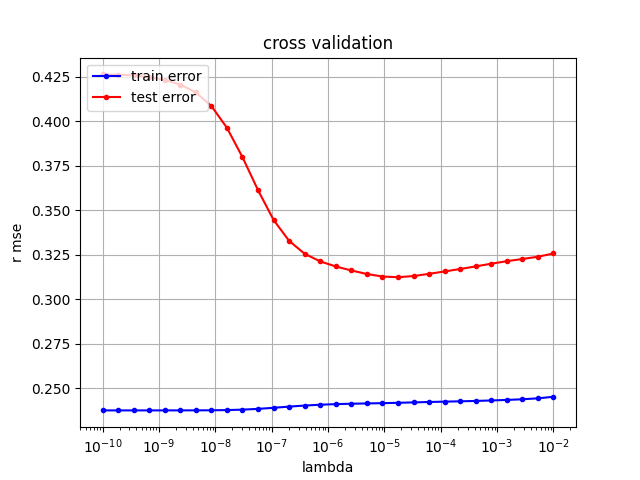 cross validation
train error
test error
r mse
0.425
0.400
0.375
0.350
0.325
0.300
0.275
0.250
10⁻¹⁰ 10⁻⁹ 10⁻⁸ 10⁻⁷ 10⁻⁶ 10⁻⁵ 10⁻⁴ 10⁻³ 10⁻²
lambda